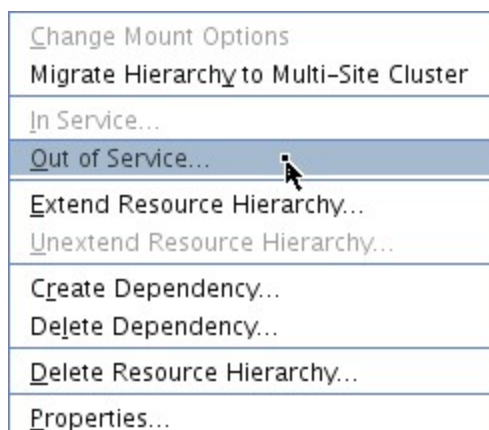 Change Mount Options
Migrate Hierarchy to Multi-Site Cluster
In Service...
Out of Service...
Extend Resource Hierarchy...
Unextend Resource Hierarchy...
Create Dependency...
Delete Dependency...
Delete Resource Hierarchy...
Properties...